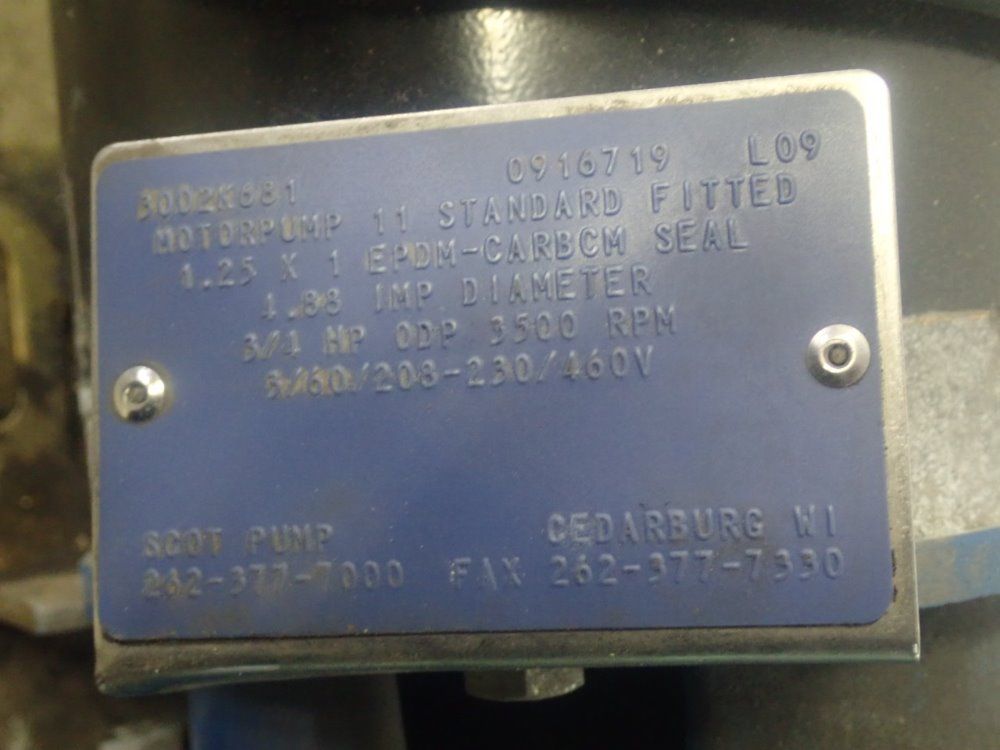 3002K681 0916719 L09
MOTORPUMP 11 STANDARD FITTED
1.25 X 1 EPDM-CARBCM SEAL
4.88 IMP DIAMETER
3/4 HP ODP 3500 RPM
3/60/208-230/460V
SCOT PUMP CEDARBURG WI
262-377-7000 FAX 262-377-7330